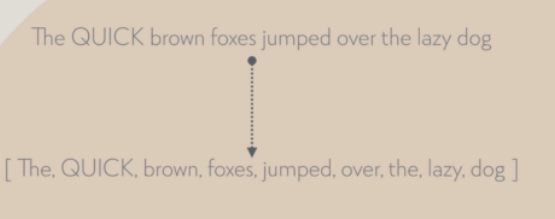 The QUICK brown foxes jumped over the lazy dog
[ The, QUICK, brown, foxes, jumped, over, the, lazy, dog ]